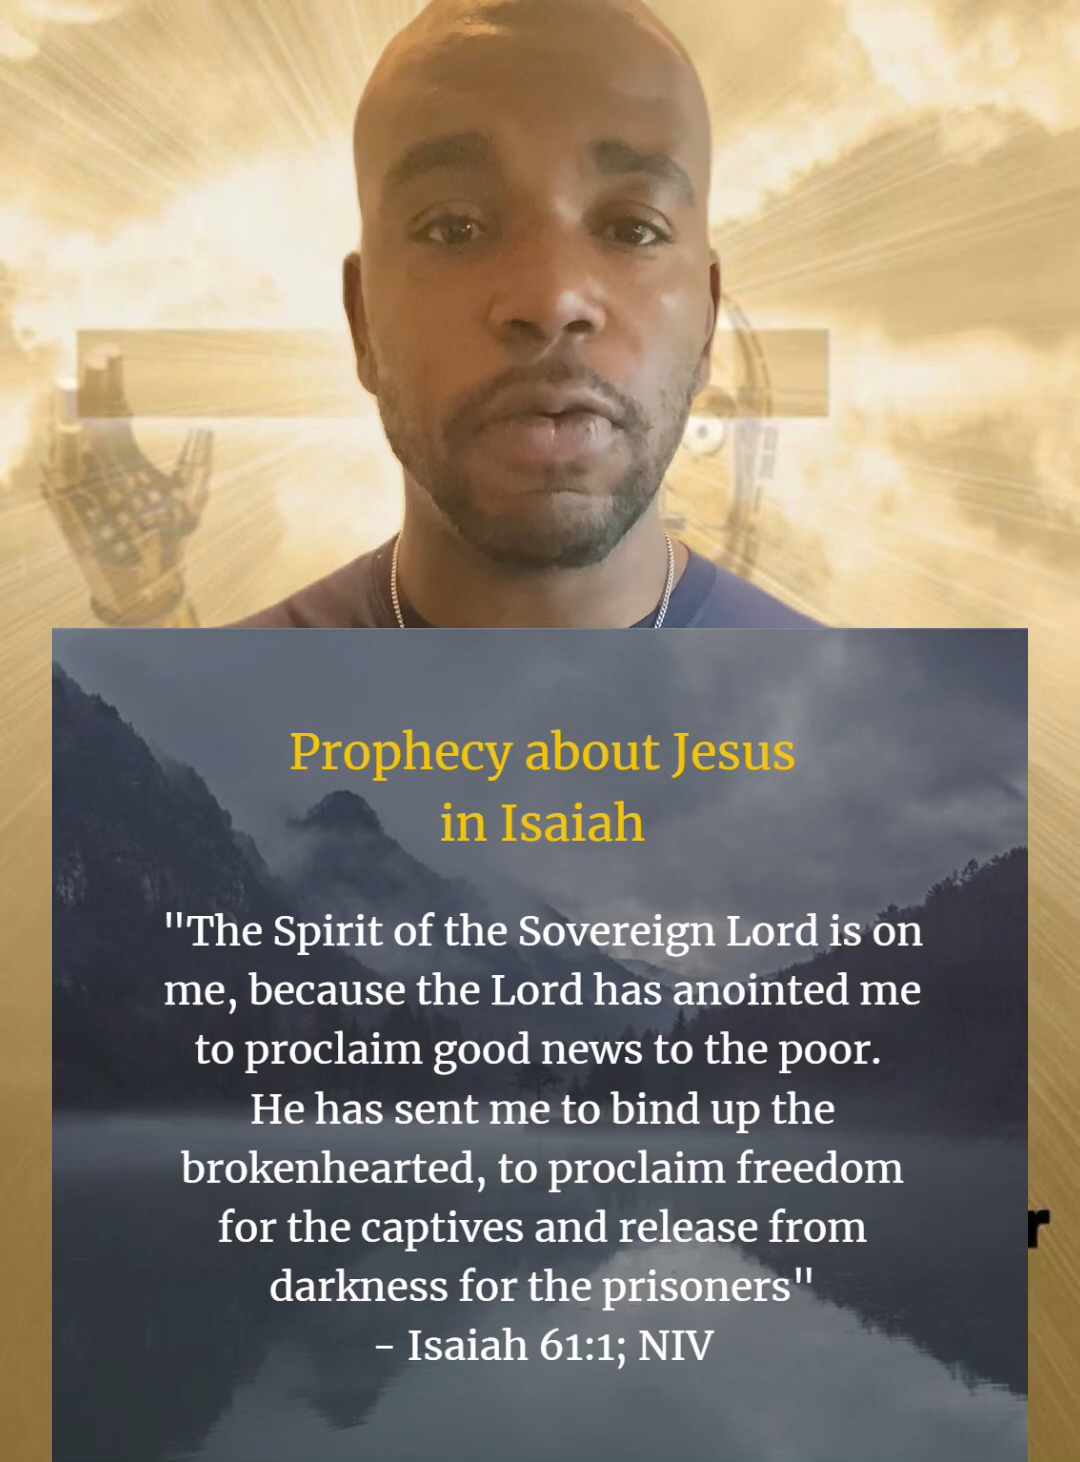 Prophecy about Jesus
in Isaiah
"The Spirit of the Sovereign Lord is on
me, because the Lord has anointed me
to proclaim good news to the poor.
He has sent me to bind up the
brokenhearted, to proclaim freedom
for the captives and release from
darkness for the prisoners"
- Isaiah 61:1; NIV